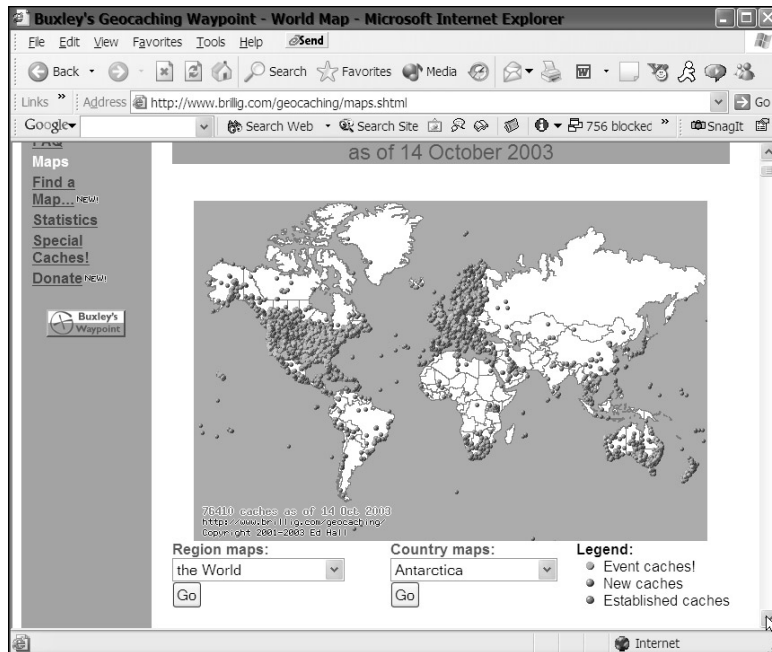 Buxley's Geocaching Waypoint - World Map - Microsoft Internet Explorer
File Edit View Favorites Tools Help Send
Back Search Favorites Media
Links » Address http://www.brillig.com/geocaching/maps.shtml Go
Google Search Web Search Site 756 blocked » SnagIt
FAQ
Maps
Find a
Map... NEW!
Statistics
Special
Caches!
Donate NEW!
Buxley's
Waypoint
as of 14 October 2003
76410 caches as of 14 Oct 2003
http://www.brillig.com/geocaching/
Copyright 2001-2003 Ed Hall
Region maps:
the World
Go
Country maps:
Antarctica
Go
Legend:
Event caches!
New caches
Established caches
Internet